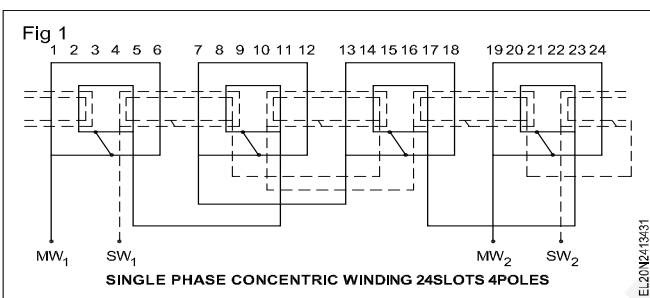 Fig 1
1 2 3 4 5 6 7 8 9 10 11 12 13 14 15 16 17 18 19 20 21 22 23 24
MW1 SW1 MW2 SW2
SINGLE PHASE CONCENTRIC WINDING 24SLOTS 4POLES
EL20N2413431